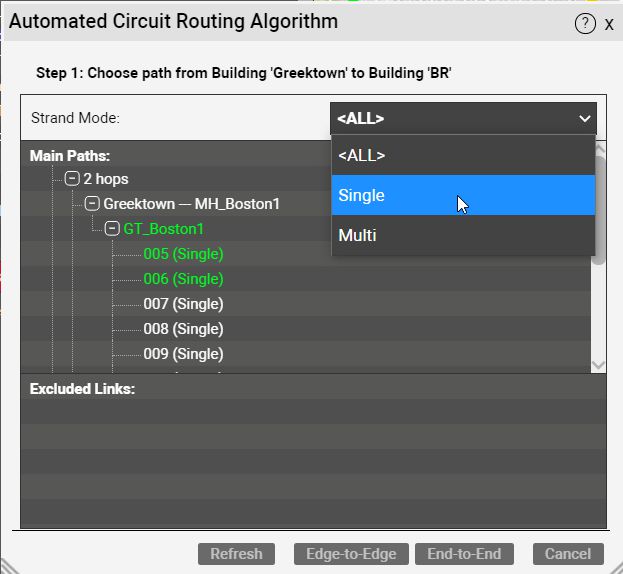 Automated Circuit Routing Algorithm ? x
Step 1: Choose path from Building 'Greektown' to Building 'BR'
Strand Mode: <ALL>
<ALL>
Single
Multi
Main Paths:
2 hops
Greektown --- MH_Boston1
GT_Boston1
005 (Single)
006 (Single)
007 (Single)
008 (Single)
009 (Single)
Excluded Links:
Refresh Edge-to-Edge End-to-End Cancel